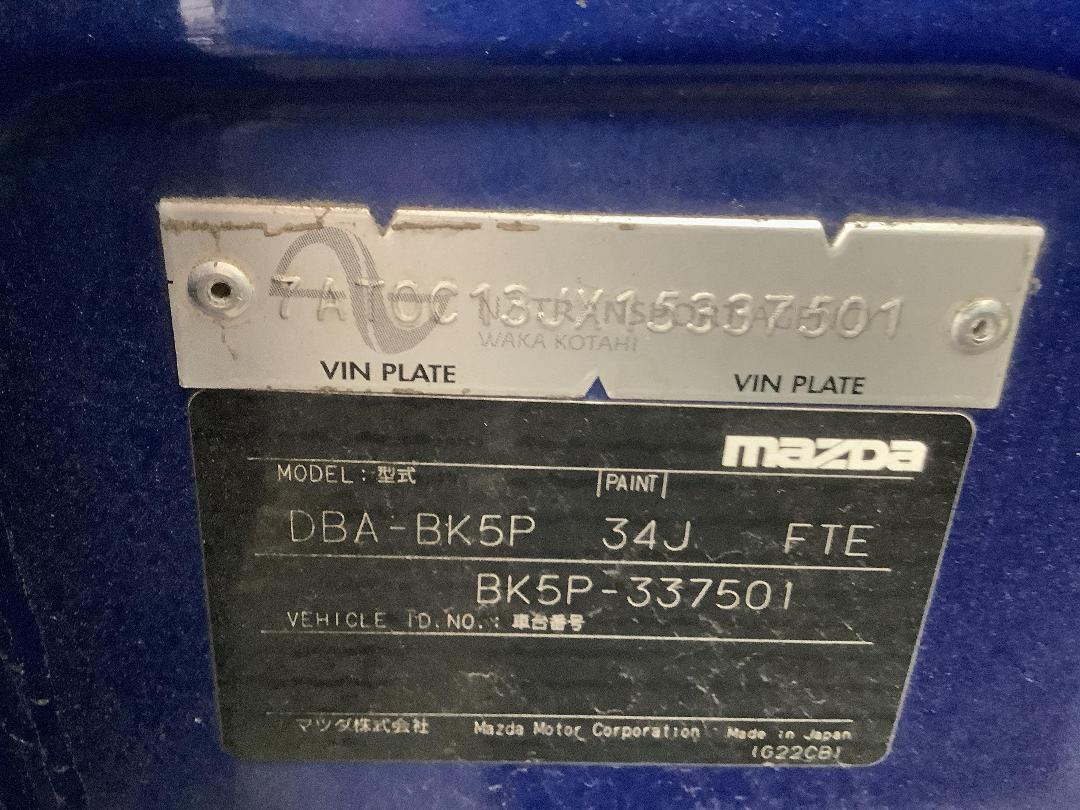 7AT0C13JX15337501
NZ TRANSPORT AGENCY
WAKA KOTAHI
VIN PLATE VIN PLATE
mazda
MODEL : 型式 PAINT
DBA-BK5P 34J FTE
BK5P-337501
VEHICLE ID.NO. : 車台番号
マツダ株式会社 Mazda Motor Corporation Made in Japan
(G22CB)